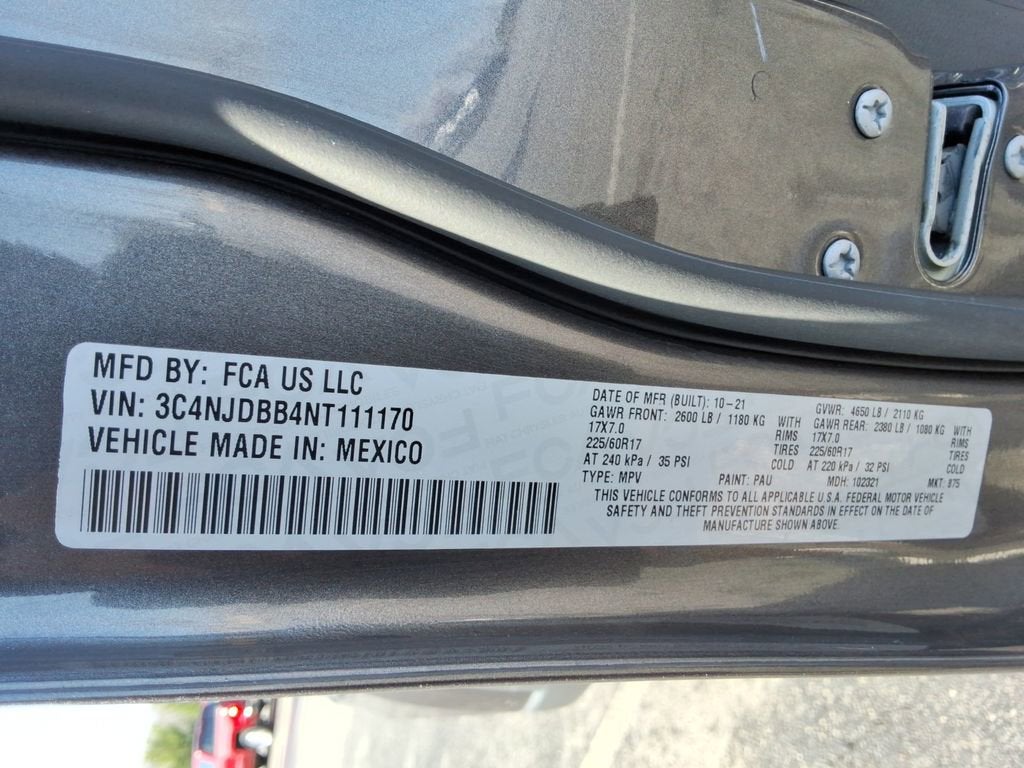 MFD BY: FCA US LLC
VIN: 3C4NJDBB4NT111170
VEHICLE MADE IN: MEXICO
DATE OF MFR (BUILT): 10-21 GVWR: 4650 LB / 2110 KG
GAWR FRONT: 2600 LB / 1180 KG WITH GAWR REAR: 2380 LB / 1080 KG WITH
17X7.0 RIMS 17X7.0 RIMS
225/60R17 TIRES 225/60R17 TIRES
AT 240 kPa / 35 PSI COLD AT 220 kPa / 32 PSI COLD
TYPE: MPV PAINT: PAU MDH: 102321 MKT: 975
THIS VEHICLE CONFORMS TO ALL APPLICABLE U.S.A. FEDERAL MOTOR VEHICLE
SAFETY AND THEFT PREVENTION STANDARDS IN EFFECT ON THE DATE OF
MANUFACTURE SHOWN ABOVE.